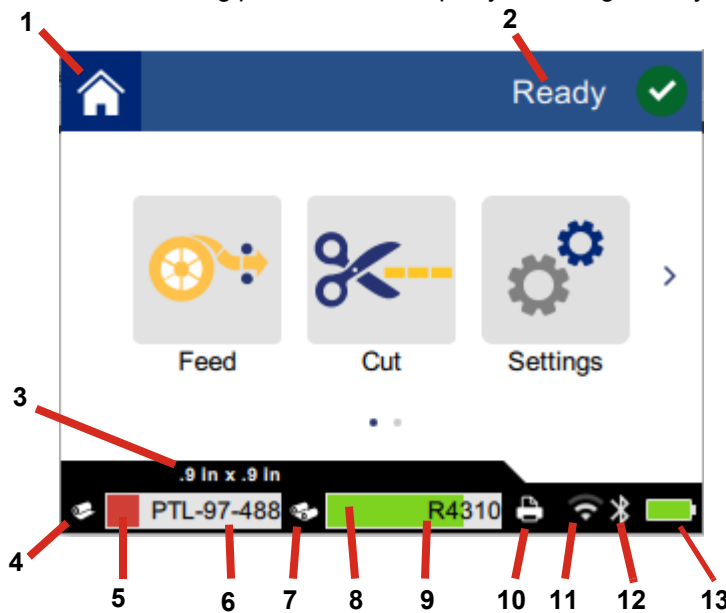 1
2
Ready
Feed Cut Settings
3
.9 In x .9 In
PTL-97-488 R4310
4 5 6 7 8 9 10 11 12 13